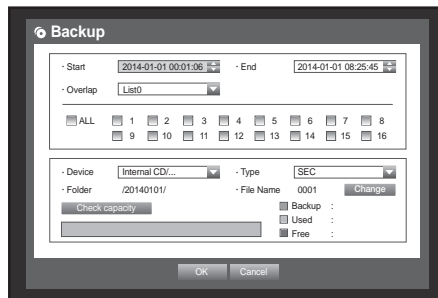 Backup
· Start 2014-01-01 00:01:06 · End 2014-01-01 08:25:45
· Overlap List0
ALL 1 2 3 4 5 6 7 8
9 10 11 12 13 14 15 16
· Device Internal CD/... · Type SEC
· Folder /20140101/ · File Name 0001 Change
Check capacity Backup :
Used :
Free :
OK Cancel